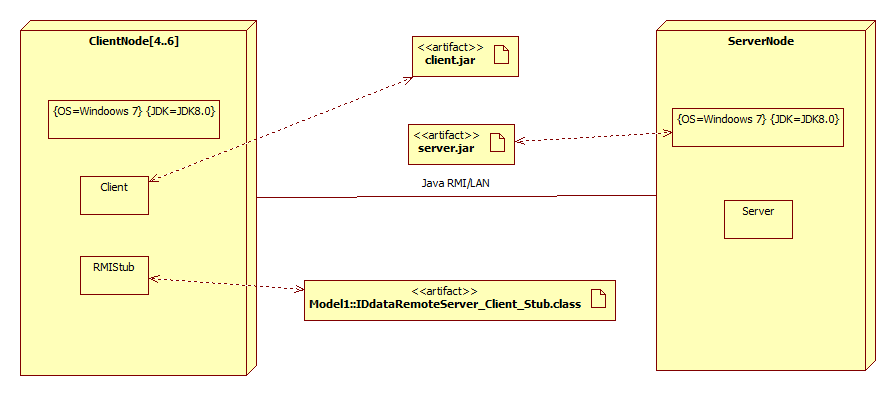 ClientNode[4..6]
{OS=Windoows 7} {JDK=JDK8.0}
Client
RMIStub
<<artifact>>
client.jar
<<artifact>>
server.jar
Java RMI/LAN
<<artifact>>
Model1::IDdataRemoteServer_Client_Stub.class
ServerNode
{OS=Windoows 7} {JDK=JDK8.0}
Server